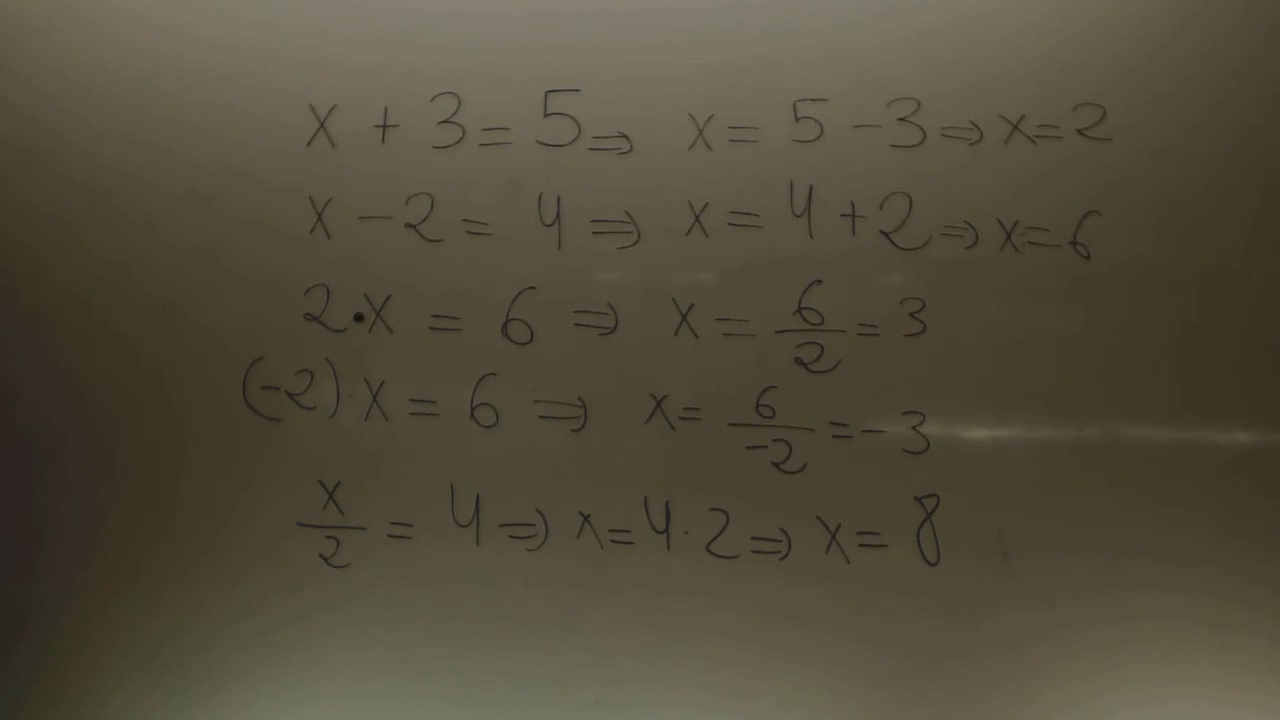 x + 3 = 5 ⇒ x = 5 - 3 ⇒ x = 2
x - 2 = 4 ⇒ x = 4 + 2 ⇒ x = 6
2 · x = 6 ⇒ x = 6/2 = 3
(-2) x = 6 ⇒ x = 6/-2 = -3
x/2 = 4 ⇒ x = 4 · 2 ⇒ x = 8